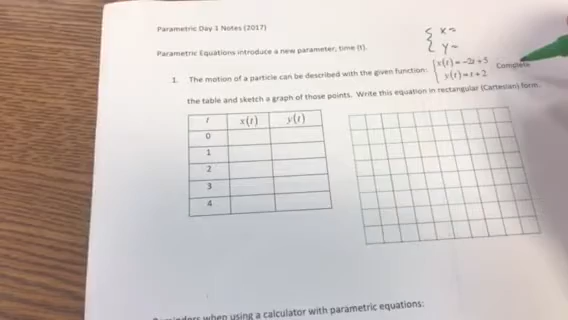 Parametric Day 1 Notes (2017)
{ x =
y =
Parametric Equations introduce a new parameter, time (t).
1. The motion of a particle can be described with the given function: { x(t) = -2t + 5 Complete
y(t) = t + 2
the table and sketch a graph of those points. Write this equation in rectangular (Cartesian) form.
t x(t) y(t)
0
1
2
3
4
when using a calculator with parametric equations: